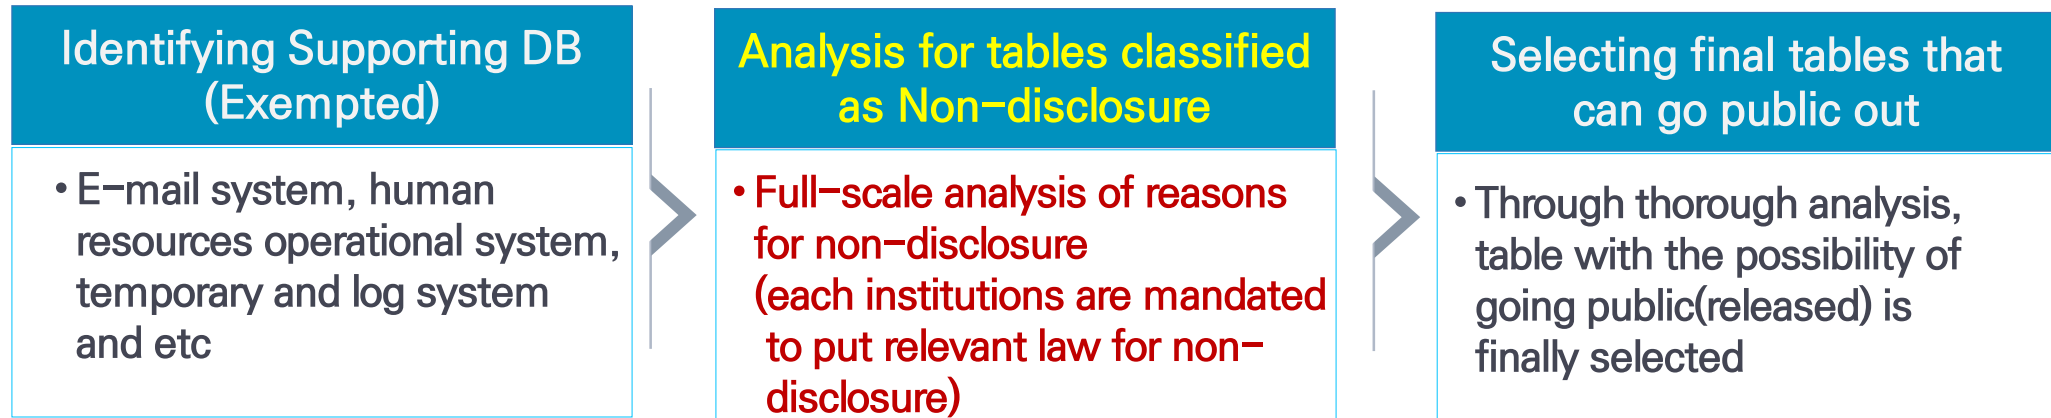 Identifying Supporting DB
(Exempted)
• E-mail system, human
resources operational system,
temporary and log system
and etc
Analysis for tables classified
as Non-disclosure
• Full-scale analysis of reasons
for non-disclosure
(each institutions are mandated
to put relevant law for non-
disclosure)
Selecting final tables that
can go public out
• Through thorough analysis,
table with the possibility of
going public(released) is
finally selected